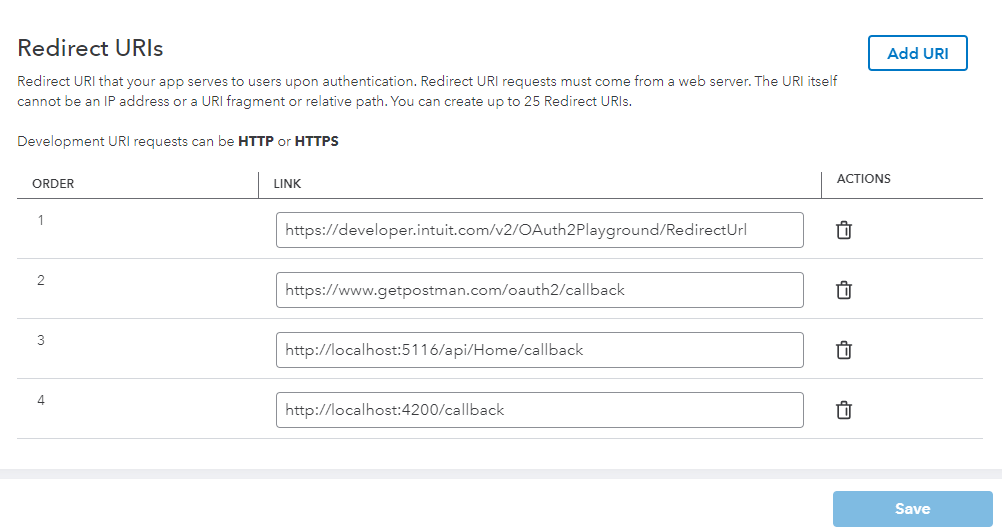 Redirect URIs
Add URI
Redirect URI that your app serves to users upon authentication. Redirect URI requests must come from a web server. The URI itself
cannot be an IP address or a URI fragment or relative path. You can create up to 25 Redirect URIs.
Development URI requests can be HTTP or HTTPS
ORDER LINK ACTIONS
1 https://developer.intuit.com/v2/OAuth2Playground/RedirectUrl
2 https://www.getpostman.com/oauth2/callback
3 http://localhost:5116/api/Home/callback
4 http://localhost:4200/callback
Save